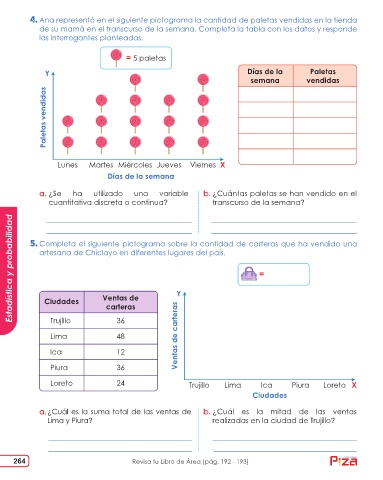 4. Ana representó en el siguiente pictograma la cantidad de paletas vendidas en la tienda
de su mamá en el transcurso de la semana. Completa la tabla con los datos y responde
las interrogantes planteadas.
= 5 paletas
Y
Paletas vendidas
Lunes Martes Miércoles Jueves Viernes X
Días de la semana
Días de la semana Paletas vendidas
a. ¿Se ha utilizado una variable
cuantitativa discreta o continua?
b. ¿Cuántas paletas se han vendido en el
transcurso de la semana?
5. Completa el siguiente pictograma sobre la cantidad de carteras que ha vendido una
artesana de Chiclayo en diferentes lugares del país.
=
Ciudades Ventas de carteras
Trujillo 36
Lima 48
Ica 12
Piura 36
Loreto 24
Y
Ventas de carteras
Trujillo Lima Ica Piura Loreto X
Ciudades
a. ¿Cuál es la suma total de las ventas de
Lima y Piura?
b. ¿Cuál es la mitad de las ventas
realizadas en la ciudad de Trujillo?
Estadística y probabilidad
264
Revisa tu Libro de Área (pág. 192 - 193)